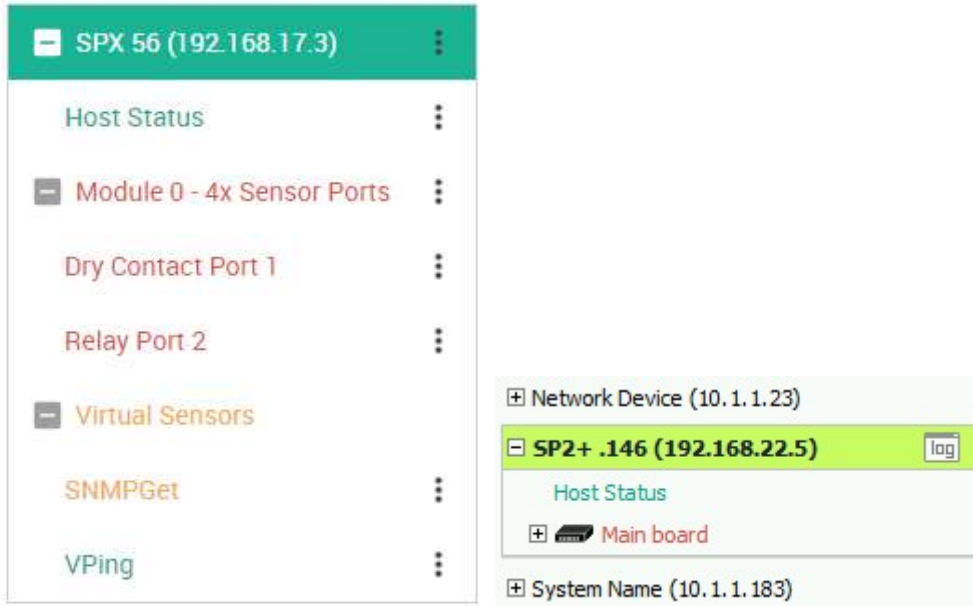 SPX 56 (192.168.17.3)
Host Status
Module 0 - 4x Sensor Ports
Dry Contact Port 1
Relay Port 2
Virtual Sensors
SNMPGet
VPing
Network Device (10.1.1.23)
SP2+ .146 (192.168.22.5)
log
Host Status
Main board
System Name (10.1.1.183)